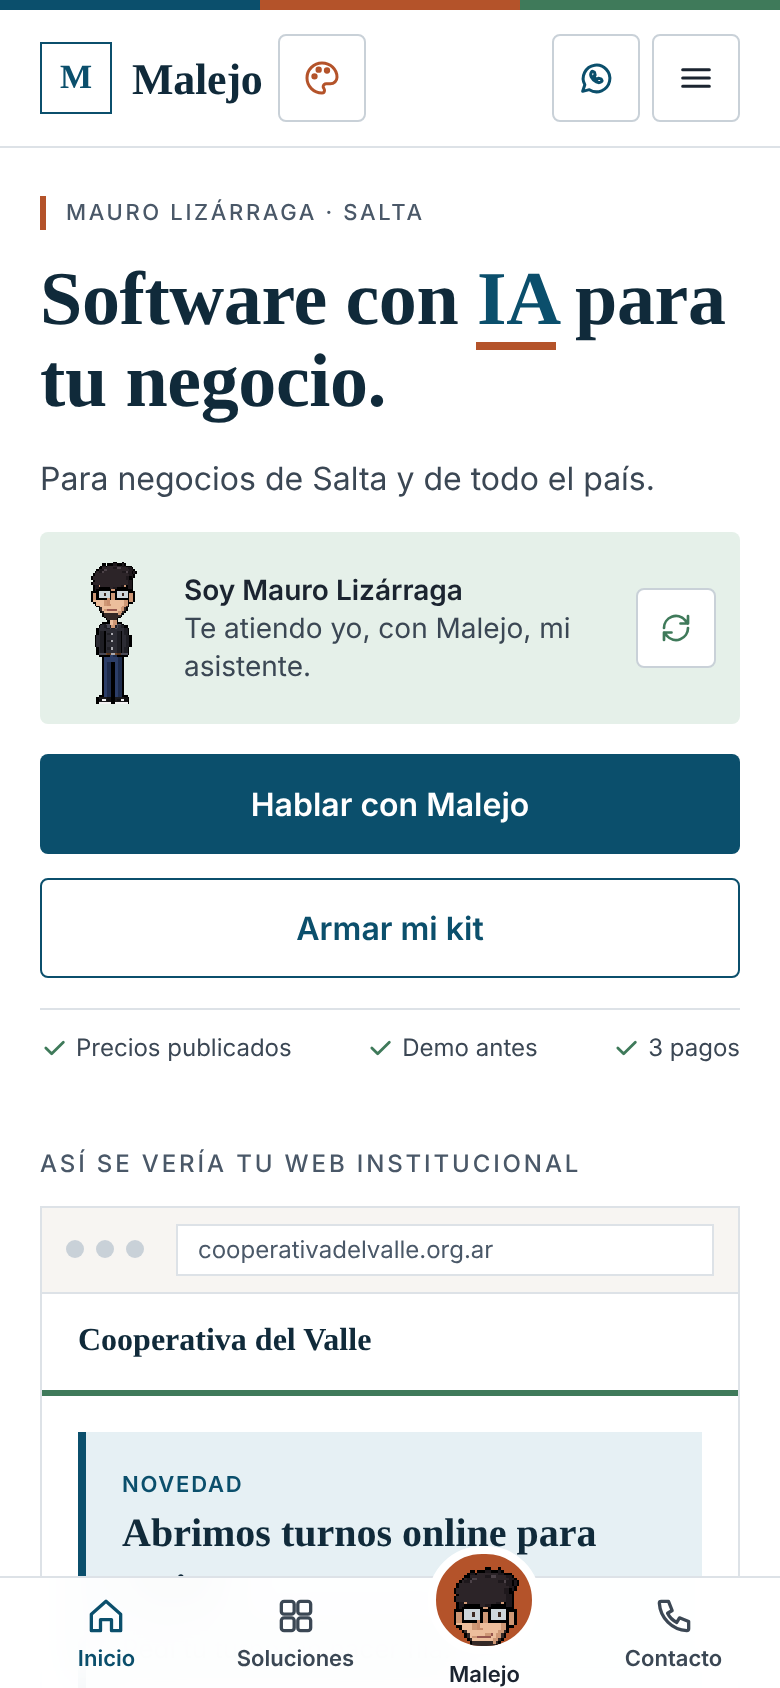 M Malejo
MAURO LIZÁRRAGA · SALTA
Software con IA para
tu negocio.
Para negocios de Salta y de todo el país.
Soy Mauro Lizárraga
Te atiendo yo, con Malejo, mi
asistente.
Hablar con Malejo
Armar mi kit
Precios publicados Demo antes 3 pagos
ASÍ SE VERÍA TU WEB INSTITUCIONAL
cooperativadelvalle.org.ar
Cooperativa del Valle
NOVEDAD
Abrimos turnos online para
Inicio Soluciones Malejo Contacto